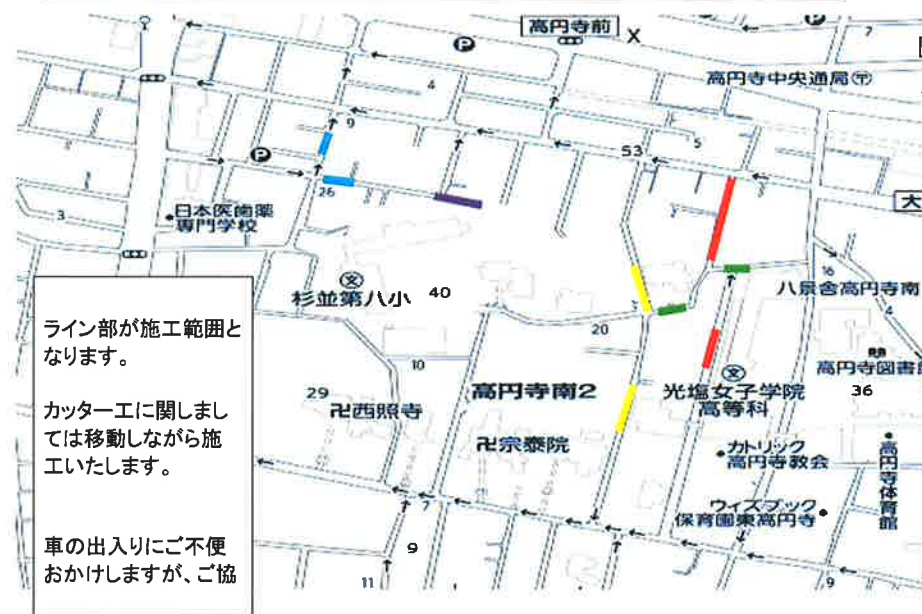 高円寺前
X
7
P
P
1
高円寺中央通局
4
9
5
53
P
26
大
3
日本医歯薬
専門学校
16
杉並第八小
40
八景舎高円寺南
4
20
ライン部が施工範囲と
なります。
10
高円寺図書
高円寺南2
光塩女子学院
高等科
36
29
卍西照寺
カッター工に関しまし
ては移動しながら施
工いたします。
卍宗泰院
カトリック
高円寺教会
高円寺体育館
7
ウィズブック
保育園東高円寺
9
車の出入りにご不便
おかけしますが、ご協
11
9